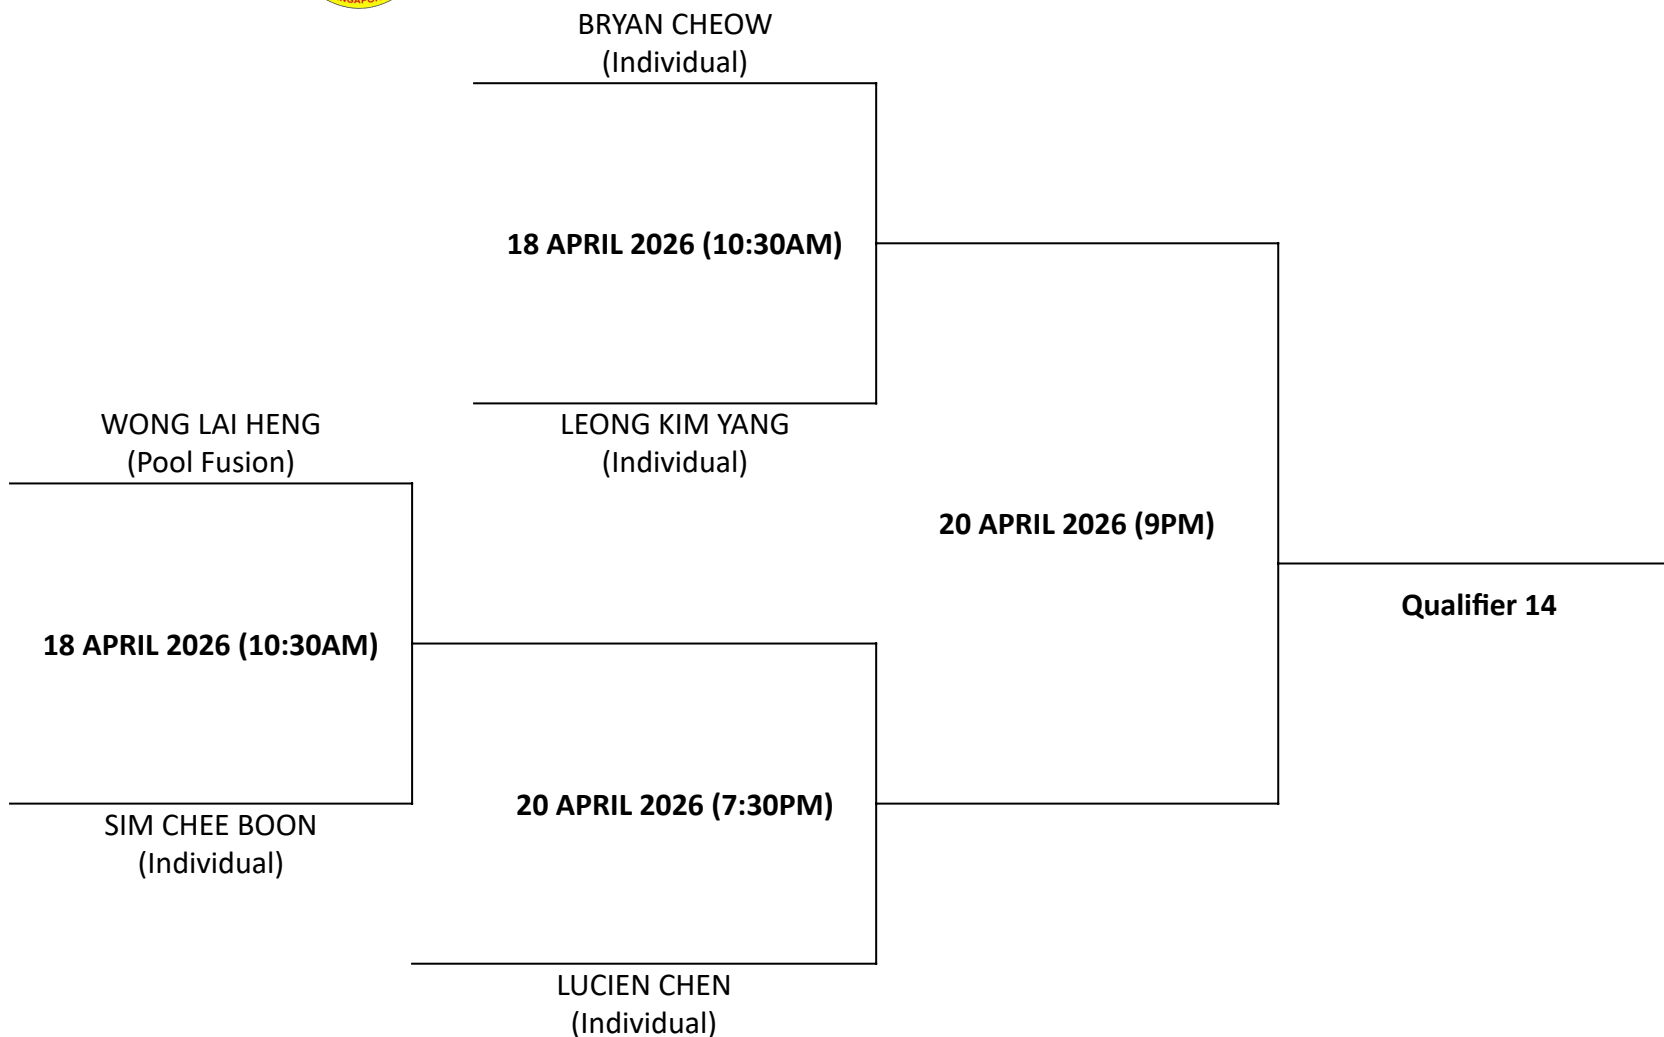 BRYAN CHEOW
(Individual)
18 APRIL 2026 (10:30AM)
LEONG KIM YANG
(Individual)
WONG LAI HENG
(Pool Fusion)
18 APRIL 2026 (10:30AM)
SIM CHEE BOON
(Individual)
20 APRIL 2026 (7:30PM)
LUCIEN CHEN
(Individual)
20 APRIL 2026 (9PM)
Qualifier 14